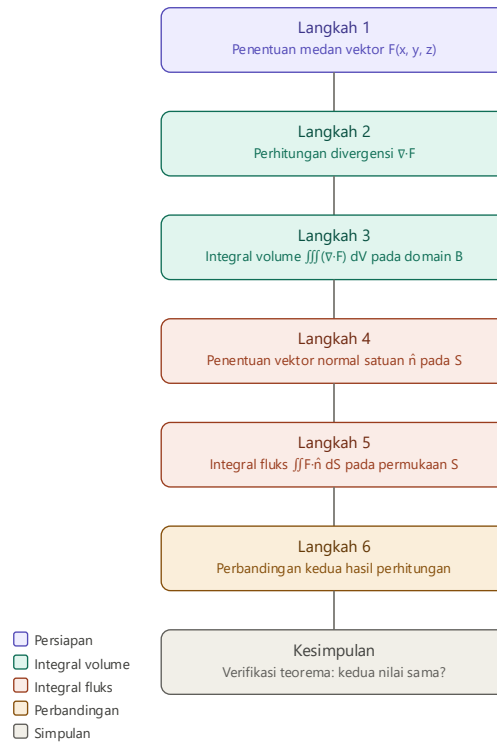 Langkah 1
Penentuan medan vektor F(x, y, z)
Langkah 2
Perhitungan divergensi ∇·F
Langkah 3
Integral volume ∭(∇·F) dV pada domain B
Langkah 4
Penentuan vektor normal satuan n̂ pada S
Langkah 5
Integral fluks ∬F·n̂ dS pada permukaan S
Langkah 6
Perbandingan kedua hasil perhitungan
Kesimpulan
Verifikasi teorema: kedua nilai sama?
Persiapan
Integral volume
Integral fluks
Perbandingan
Simpulan